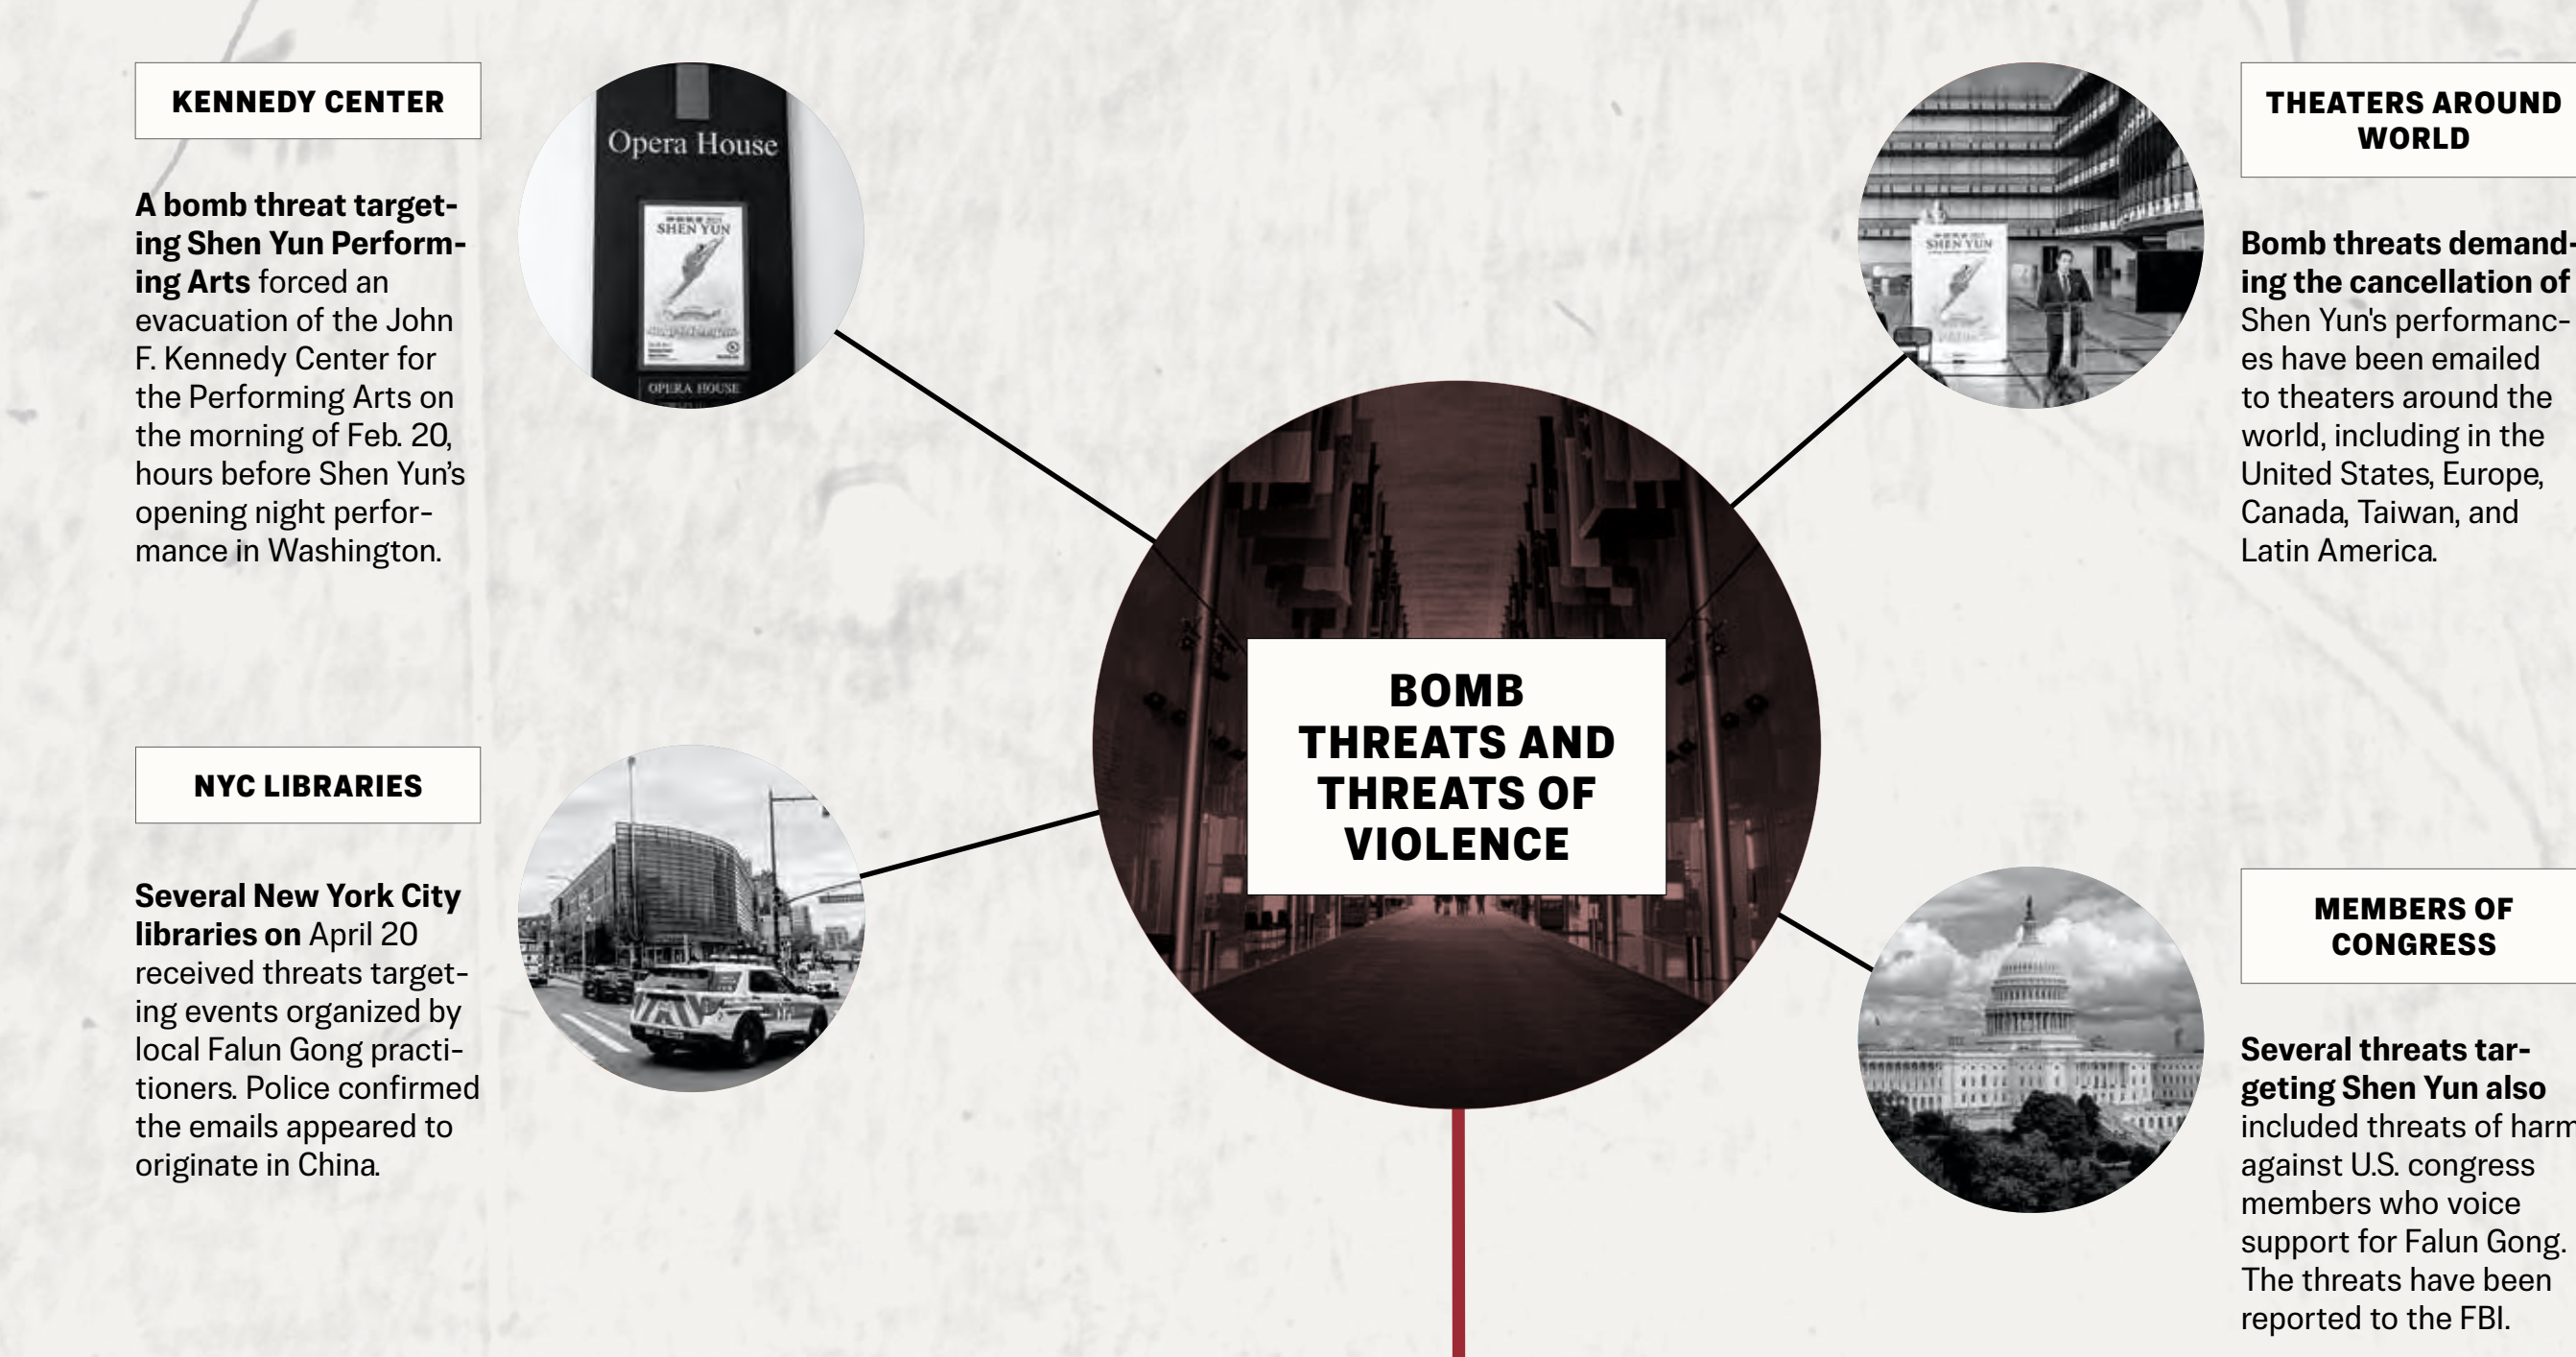 KENNEDY CENTER
A bomb threat target-
ing Shen Yun Perform-
ing Arts forced an
evacuation of the John
F. Kennedy Center for
the Performing Arts on
the morning of Feb. 20,
hours before Shen Yun's
opening night perfor-
mance in Washington.
Opera House
SHEN YUN
OPERA HOUSE
THEATERS AROUND
WORLD
Bomb threats demand-
ing the cancellation of
Shen Yun's performanc-
es have been emailed
to theaters around the
world, including in the
United States, Europe,
Canada, Taiwan, and
Latin America.
SHEN YUN
BOMB
THREATS AND
THREATS OF
VIOLENCE
NYC LIBRARIES
Several New York City
libraries on April 20
received threats target-
ing events organized by
local Falun Gong practi-
tioners. Police confirmed
the emails appeared to
originate in China.
MEMBERS OF
CONGRESS
Several threats tar-
geting Shen Yun also
included threats of harm
against U.S. congress
members who voice
support for Falun Gong.
The threats have been
reported to the FBI.